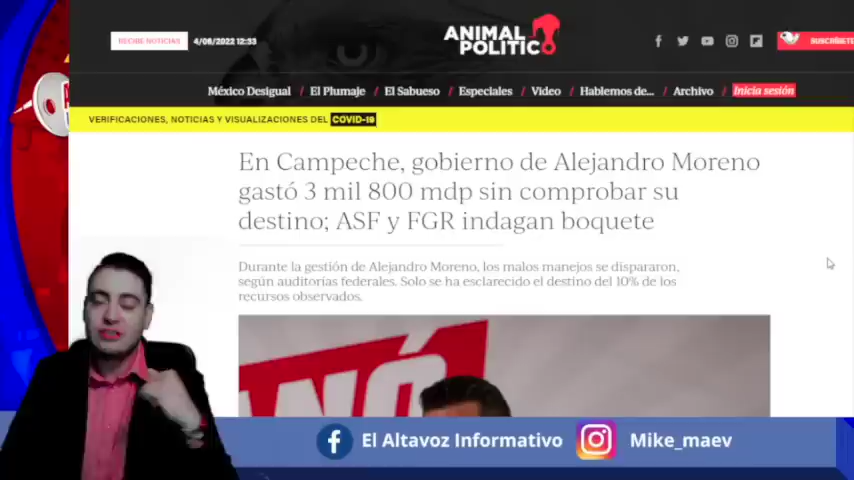 RECIBE NOTICIAS
4/06/2022 12:33
ANIMAL
POLITICO
SUSCRÍBETE
México Desigual / El Plumaje / El Sabueso / Especiales / Video / Hablemos de... / Archivo / Inicia sesión
VERIFICACIONES, NOTICIAS Y VISUALIZACIONES DEL COVID-19
En Campeche, gobierno de Alejandro Moreno
gastó 3 mil 800 mdp sin comprobar su
destino; ASF y FGR indagan boquete
Durante la gestión de Alejandro Moreno, los malos manejos se dispararon,
según auditorías federales. Solo se ha esclarecido el destino del 10% de los
recursos observados.
ANÓ
El Altavoz Informativo
Mike_maev